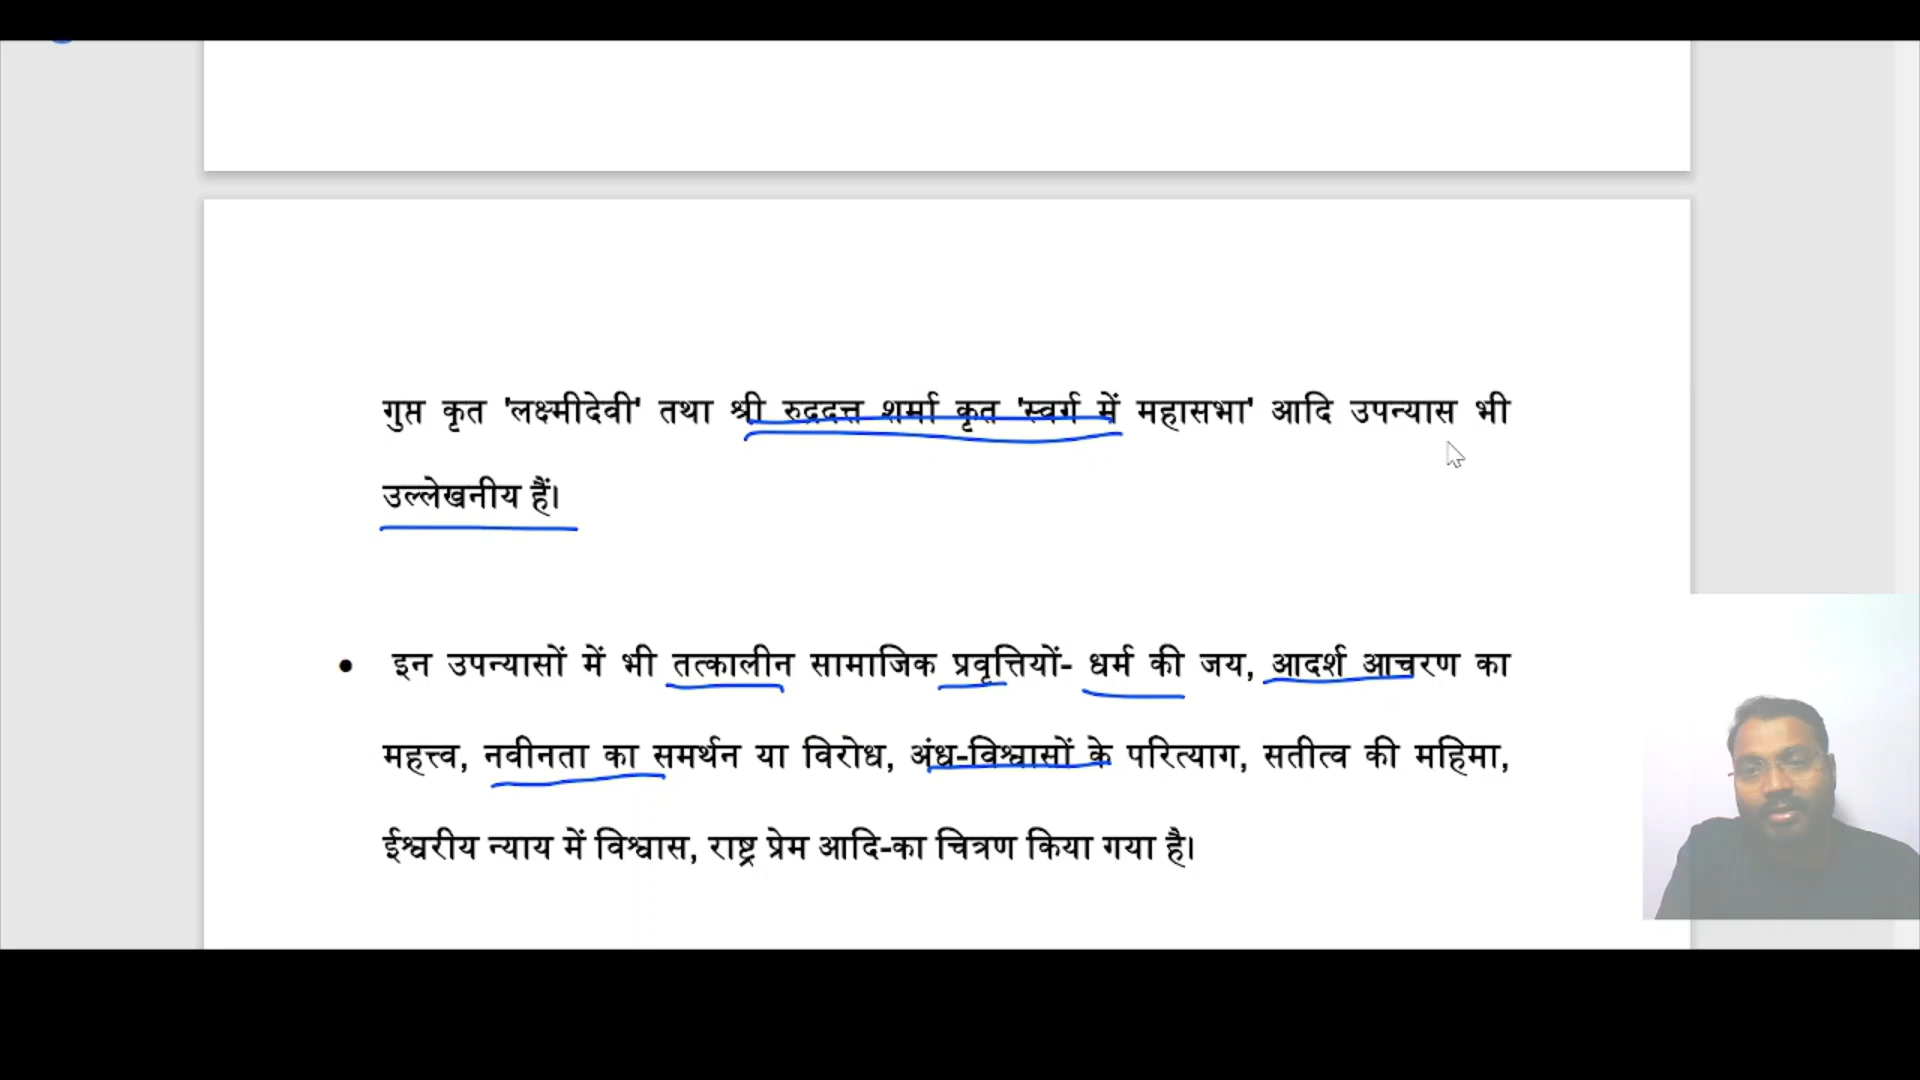 गुप्त कृत 'लक्ष्मीदेवी' तथा श्री रुद्रदत्त शर्मा कृत 'स्वर्ग में महासभा' आदि उपन्यास भी
उल्लेखनीय हैं।
• इन उपन्यासों में भी तत्कालीन सामाजिक प्रवृत्तियों- धर्म की जय, आदर्श आचरण का
महत्त्व, नवीनता का समर्थन या विरोध, अंध-विश्वासों के परित्याग, सतीत्व की महिमा,
ईश्वरीय न्याय में विश्वास, राष्ट्र प्रेम आदि-का चित्रण किया गया है।